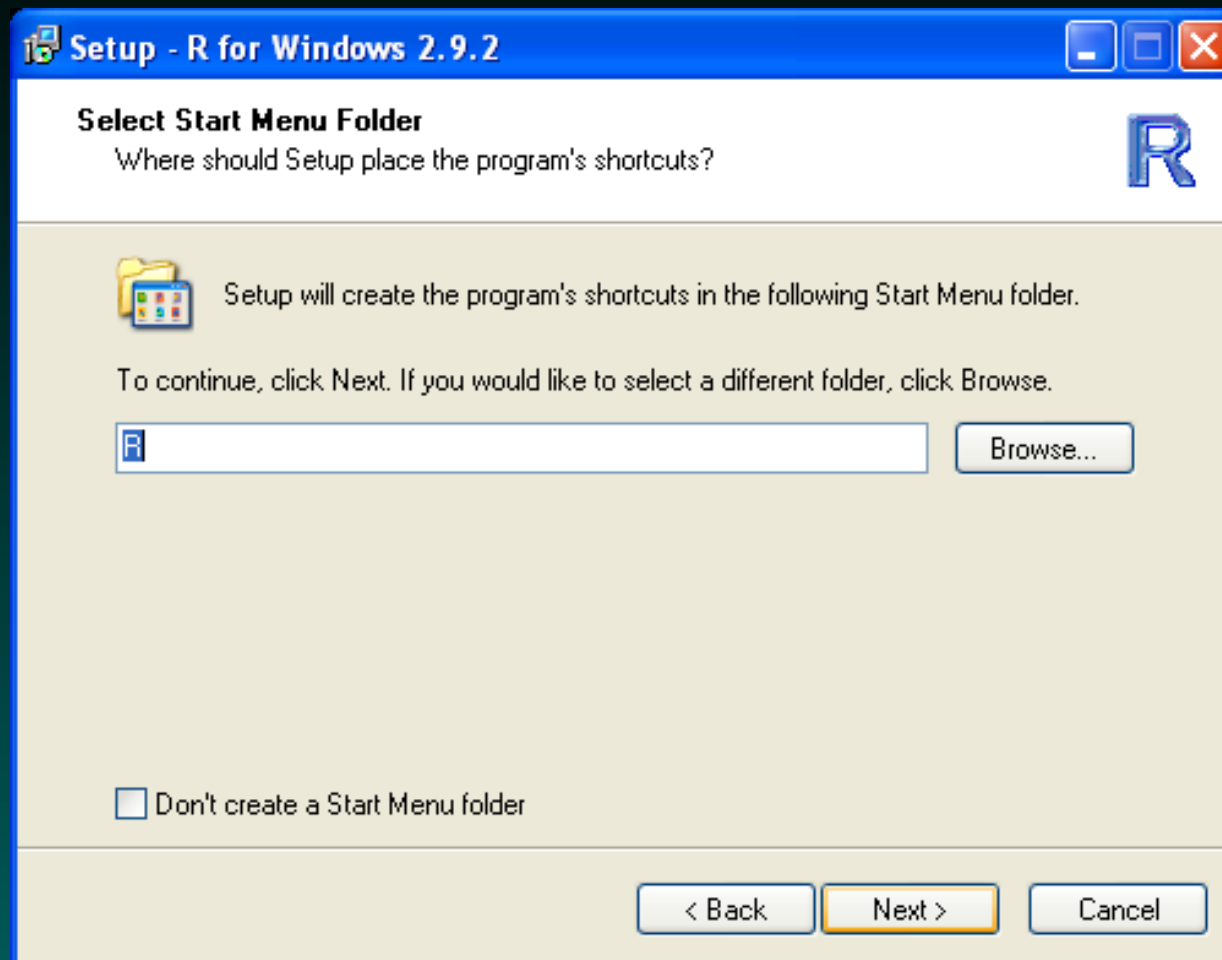 Setup - R for Windows 2.9.2
Select Start Menu Folder
Where should Setup place the program's shortcuts?
R
Setup will create the program's shortcuts in the following Start Menu folder.
To continue, click Next. If you would like to select a different folder, click Browse.
R
Browse...
Don't create a Start Menu folder
< Back
Next >
Cancel